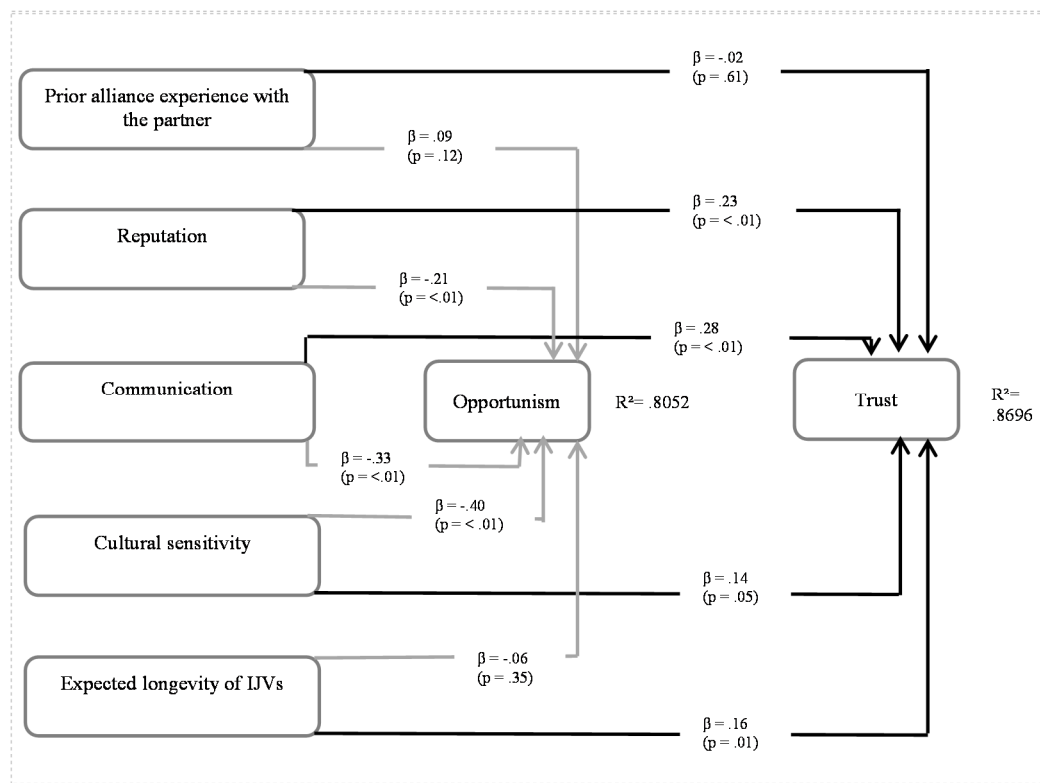 β = -.02
(p = .61)
Prior alliance experience with
the partner
β = .09
(p = .12)
β = .23
(p = < .01)
Reputation
β = -.21
(p = <.01)
β = .28
(p = < .01)
Communication
Opportunism
R²= .8052
Trust
R²=
.8696
β = -.33
(p = <.01)
β = -.40
(p = < .01)
Cultural sensitivity
β = .14
(p = .05)
β = -.06
(p = .35)
Expected longevity of IJVs
β = .16
(p = .01)